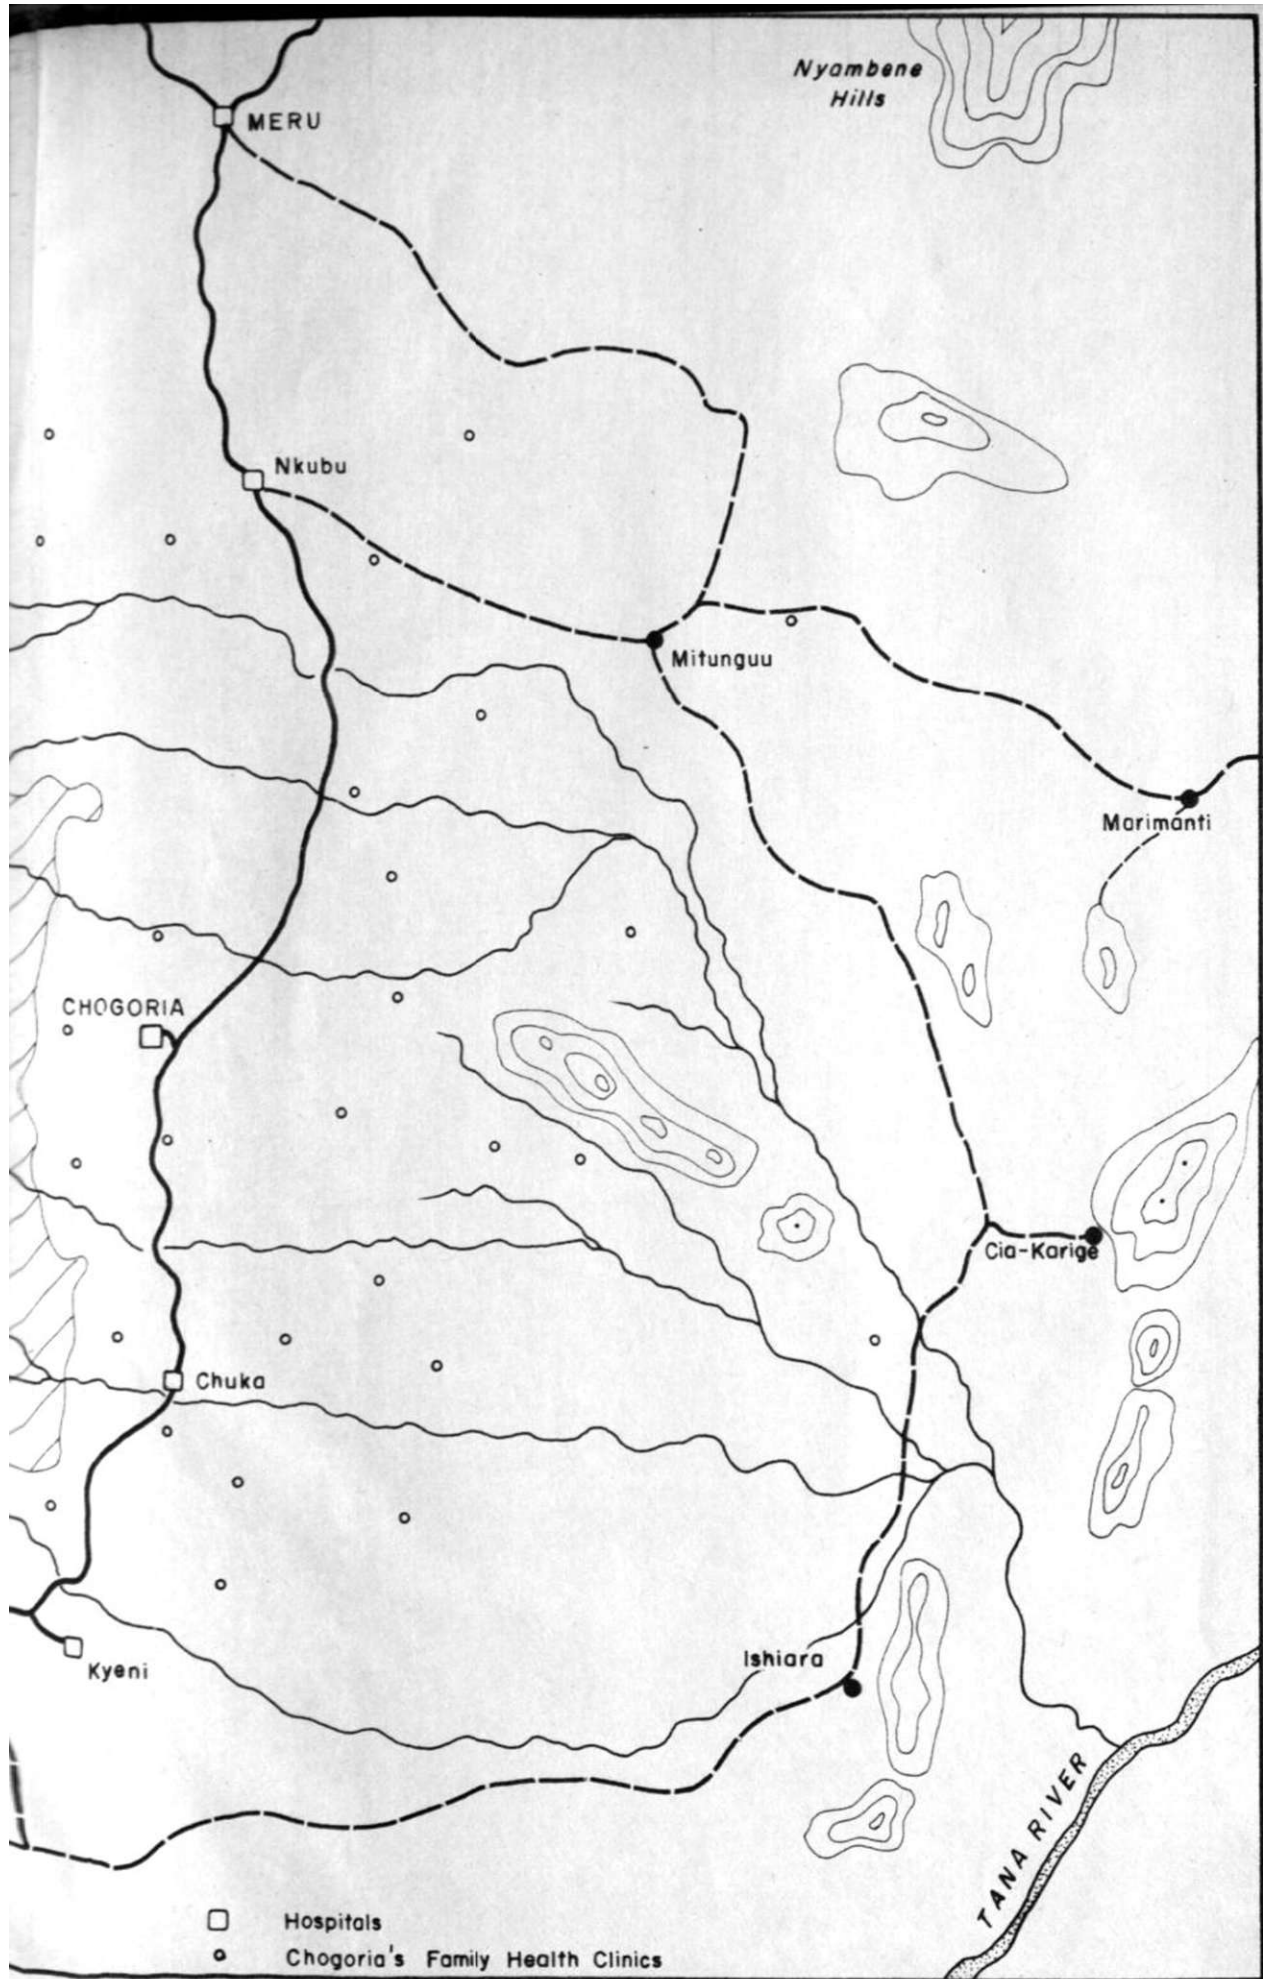 Nyambene
Hills
MERU
Nkubu
Mitunguu
Marimanti
CHOGORIA
Cia-Karige
Chuka
Ishiara
Kyeni
TANA RIVER
Hospitals
Chogoria's Family Health Clinics